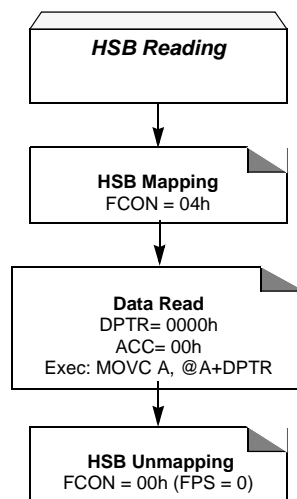 HSB Reading
HSB Mapping
FCON = 04h
Data Read
DPTR= 0000h
ACC= 00h
Exec: MOVC A, @A+DPTR
HSB Unmapping
FCON = 00h (FPS = 0)